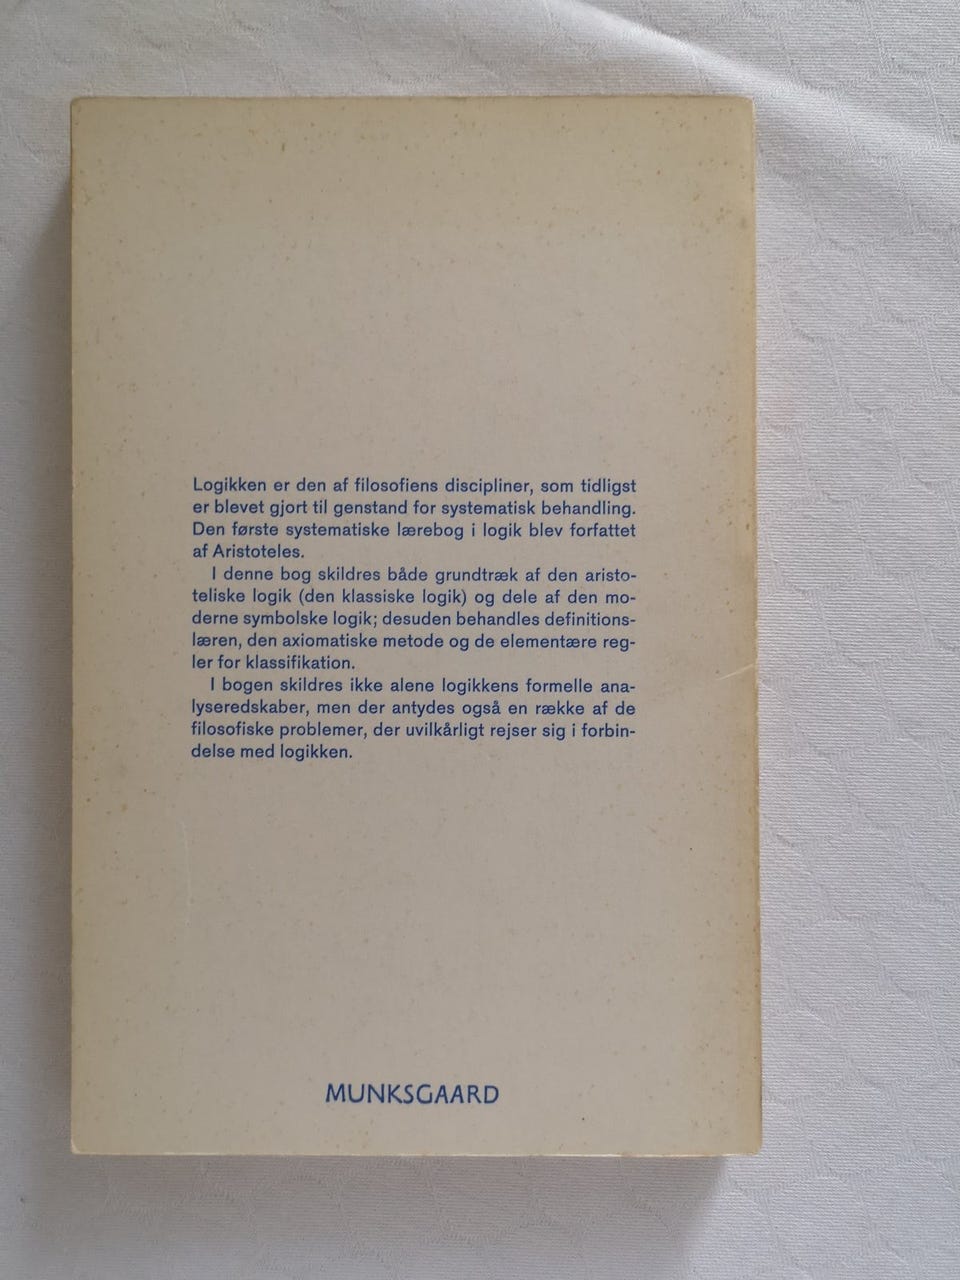 Logikken er den af filosofiens discipliner, som tidligst
er blevet gjort til genstand for systematisk behandling.
Den første systematiske lærebog i logik blev forfattet
af Aristoteles.
I denne bog skildres både grundtræk af den aristo-
teliske logik (den klassiske logik) og dele af den mo-
derne symbolske logik; desuden behandles definitions-
læren, den axiomatiske metode og de elementære reg-
ler for klassifikation.
I bogen skildres ikke alene logikkens formelle ana-
lyseredskaber, men der antydes også en række af de
filosofiske problemer, der uvilkårligt rejser sig i forbin-
delse med logikken.
MUNKSGAARD